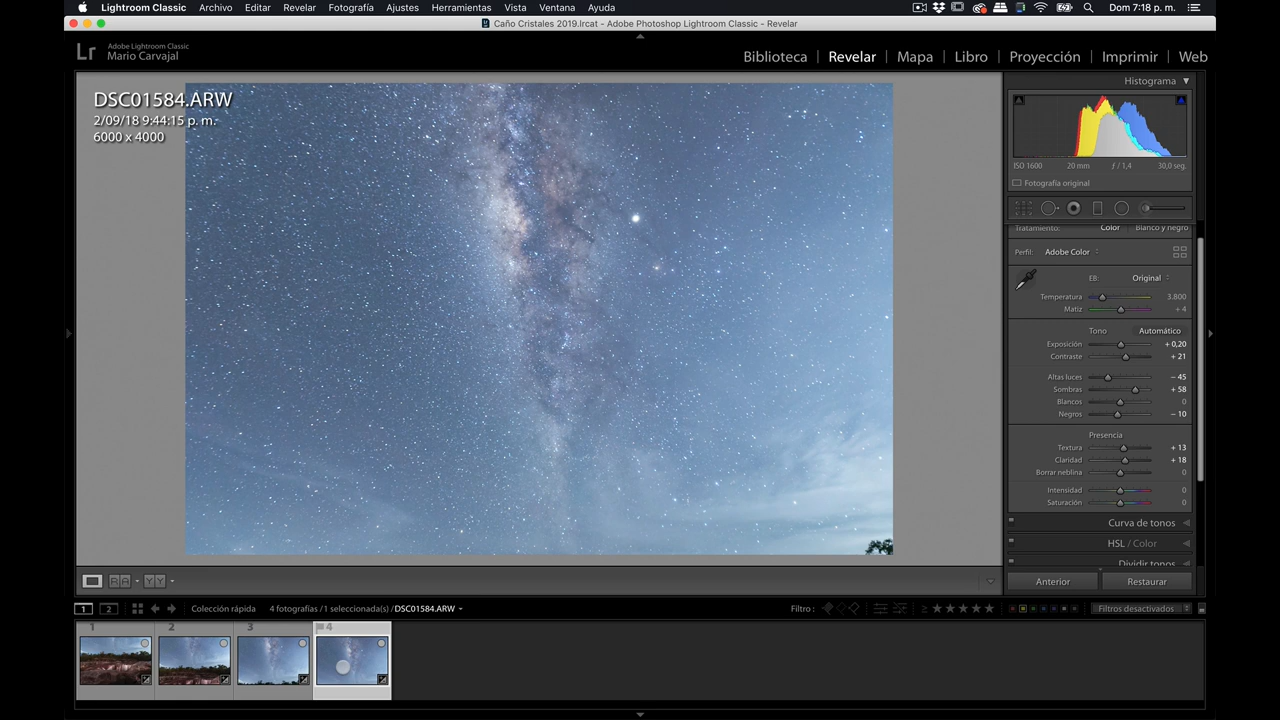 Lightroom Classic Archivo Editar Revelar Fotografía Ajustes Herramientas Vista Ventana Ayuda Dom 7:18 p. m.
Caño Cristales 2019.lrcat - Adobe Photoshop Lightroom Classic - Revelar
Lr Adobe Lightroom Classic
Mario Carvajal
Biblioteca | Revelar | Mapa | Libro | Proyección | Imprimir | Web
DSC01584.ARW
2/09/18 9:44:15 p. m.
6000 x 4000
Histograma
ISO 1600 20 mm ƒ / 1,4 30,0 seg.
Fotografía original
Tratamiento: Color Blanco y negro
Perfil: Adobe Color
EB: Original
Temperatura 3.800
Matiz + 4
Tono Automático
Exposición + 0,20
Contraste + 21
Altas luces − 45
Sombras + 58
Blancos 0
Negros − 10
Presencia
Textura + 13
Claridad + 18
Borrar neblina 0
Intensidad 0
Saturación 0
Curva de tonos
HSL / Color
Dividir tonos
Anterior Restaurar
1 2 Colección rápida 4 fotografías / 1 seleccionada(s) / DSC01584.ARW Filtro : Filtros desactivados
1 2 3 4